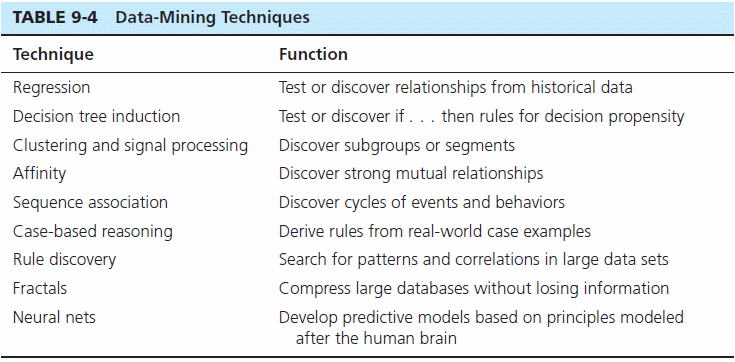 TABLE 9-4 Data-Mining Techniques
Technique Function
Regression Test or discover relationships from historical data
Decision tree induction Test or discover if . . . then rules for decision propensity
Clustering and signal processing Discover subgroups or segments
Affinity Discover strong mutual relationships
Sequence association Discover cycles of events and behaviors
Case-based reasoning Derive rules from real-world case examples
Rule discovery Search for patterns and correlations in large data sets
Fractals Compress large databases without losing information
Neural nets Develop predictive models based on principles modeled
after the human brain